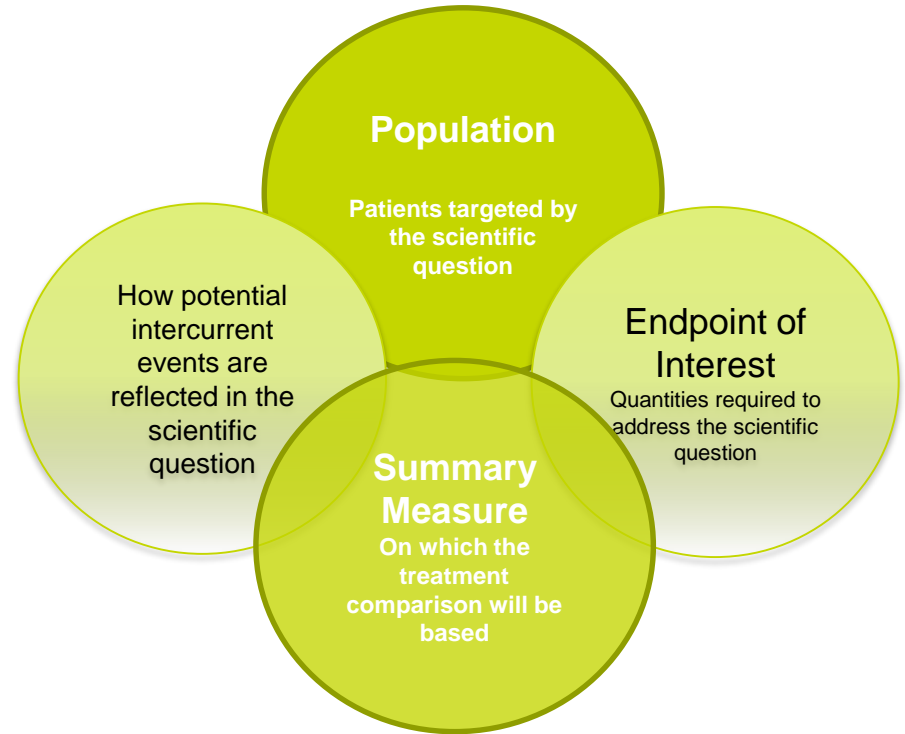 Population
Patients targeted by
the scientific
question
How potential
intercurrent
events are
reflected in the
scientific
question
Endpoint of
Interest
Quantities required to
address the scientific
question
Summary
Measure
On which the
treatment
comparison will be
based